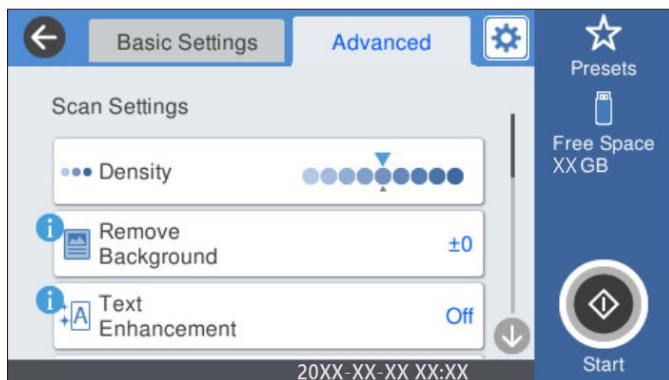 Basic Settings
Advanced
Presets
Scan Settings
Free Space
XX GB
Density
Remove
Background
±0
Text
Enhancement
Off
Start
20XX-XX-XX XX:XX